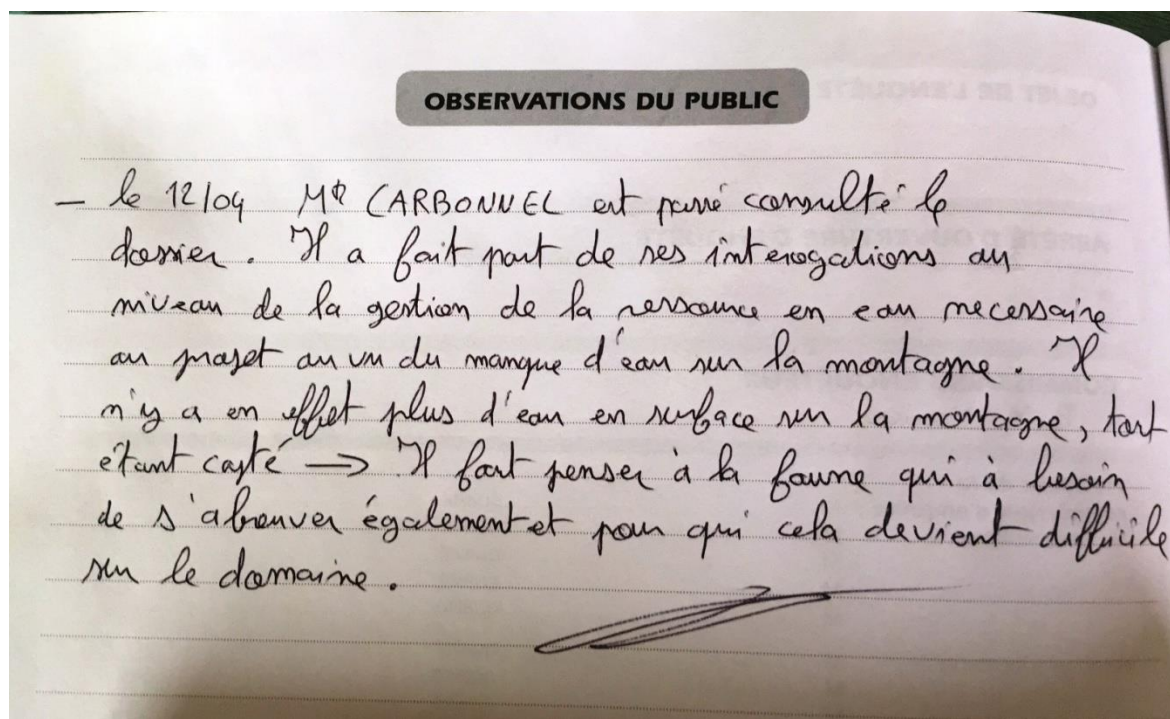 OBSERVATIONS DU PUBLIC
- le 12/04 Mr CARBONNEL est passé consulté le
dossier. Il a fait part de ses interogations au
niveau de la gestion de la ressource en eau necessaire
au projet au vu du manque d'eau sur la montagne. Il
n'y a en effet plus d'eau en surface sur la montagne, tout
étant capté → Il faut penser à la faune qui à besoin
de s'abreuver également et pour qui cela devient difficile
sur le domaine.